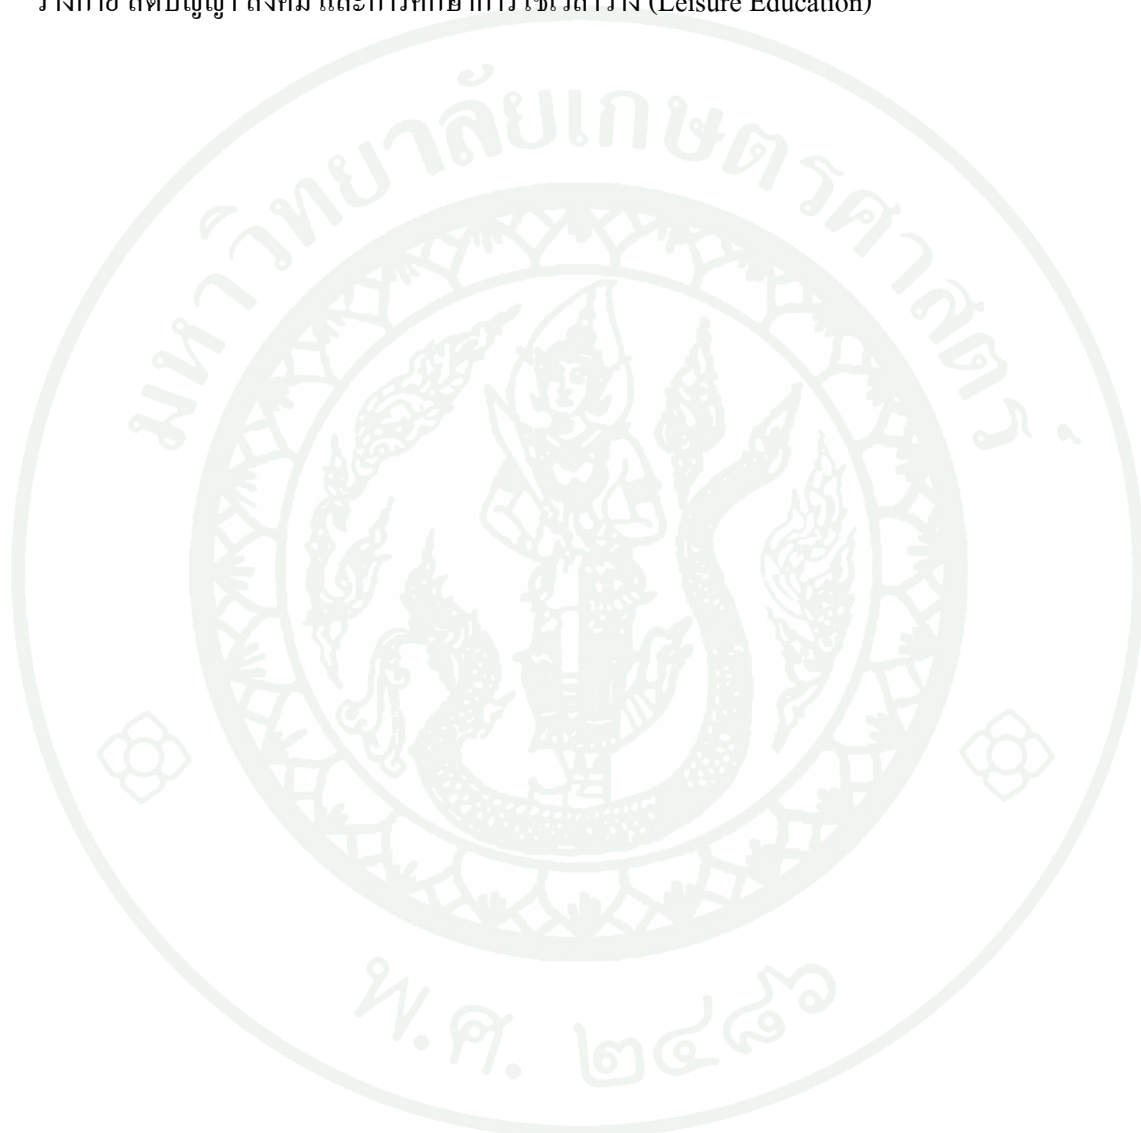 ร่างกาย สติปัญญา สังคม และการศึกษาการใช้เวลาว่าง (Leisure Education)
มหาวิทยาลัยเกษตรศาสตร์
พ.ศ. ๒๔๘๖